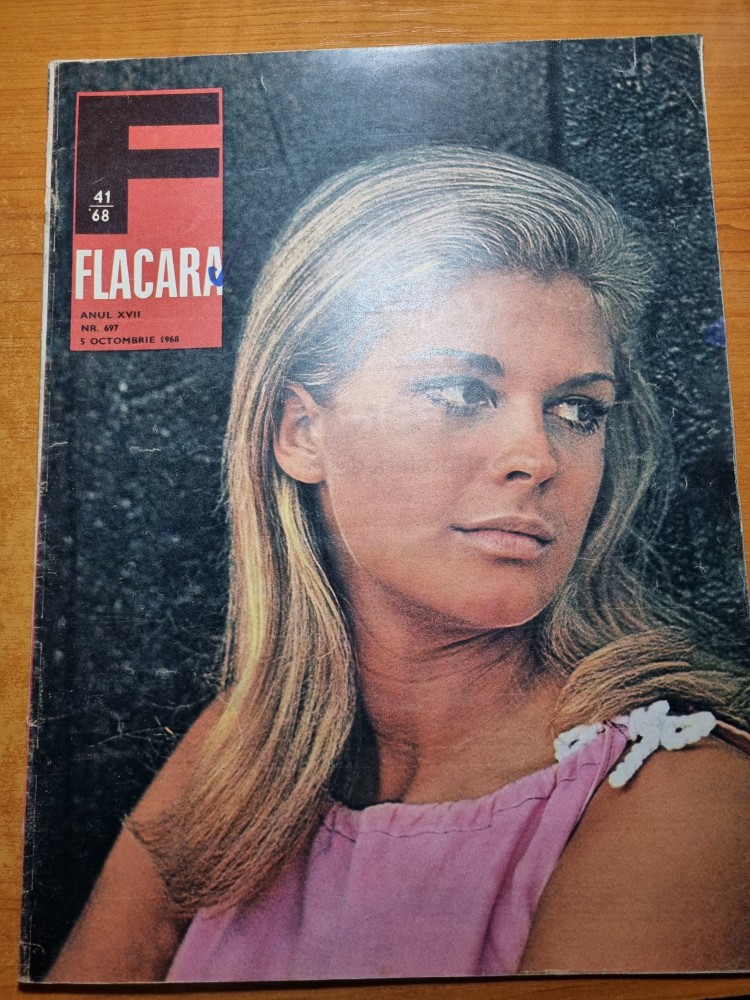 F
41
'68
FLACARA
ANUL XVII
NR. 697
5 OCTOMBRIE 1968